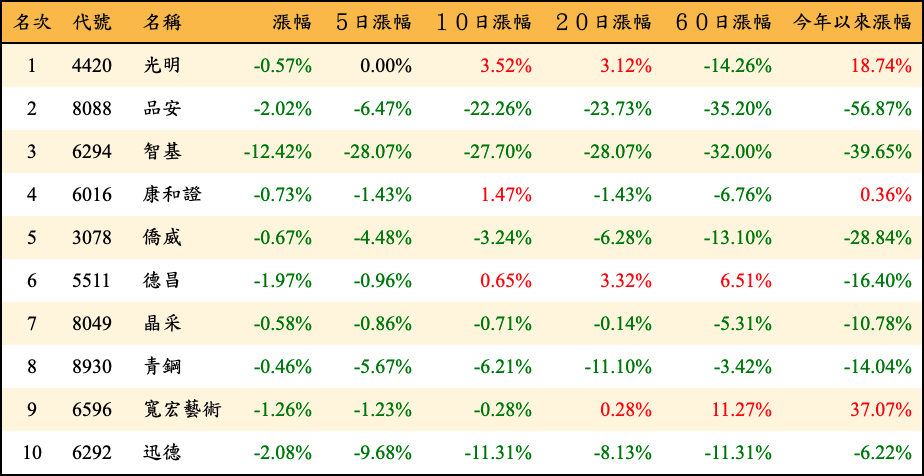 名次 代號 名稱 漲幅 5日漲幅 10日漲幅 20日漲幅 60日漲幅 今年以來漲幅
1 4420 光明 -0.57% 0.00% 3.52% 3.12% -14.26% 18.74%
2 8088 品安 -2.02% -6.47% -22.26% -23.73% -35.20% -56.87%
3 6294 智基 -12.42% -28.07% -27.70% -28.07% -32.00% -39.65%
4 6016 康和證 -0.73% -1.43% 1.47% -1.43% -6.76% 0.36%
5 3078 僑威 -0.67% -4.48% -3.24% -6.28% -13.10% -28.84%
6 5511 德昌 -1.97% -0.96% 0.65% 3.32% 6.51% -16.40%
7 8049 晶采 -0.58% -0.86% -0.71% -0.14% -5.31% -10.78%
8 8930 青鋼 -0.46% -5.67% -6.21% -11.10% -3.42% -14.04%
9 6596 寬宏藝術 -1.26% -1.23% -0.28% 0.28% 11.27% 37.07%
10 6292 迅德 -2.08% -9.68% -11.31% -8.13% -11.31% -6.22%